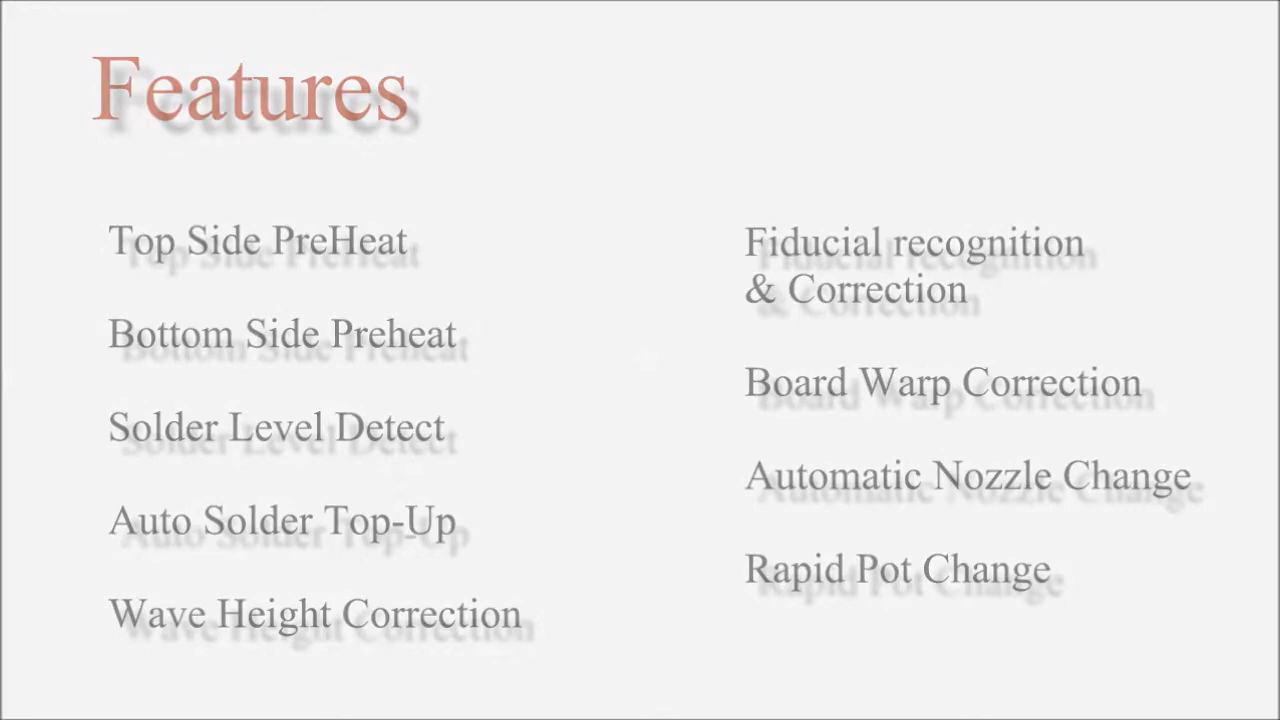 Features
Top Side PreHeat
Bottom Side Preheat
Solder Level Detect
Auto Solder Top-Up
Wave Height Correction
Fiducial recognition
& Correction
Board Warp Correction
Automatic Nozzle Change
Rapid Pot Change